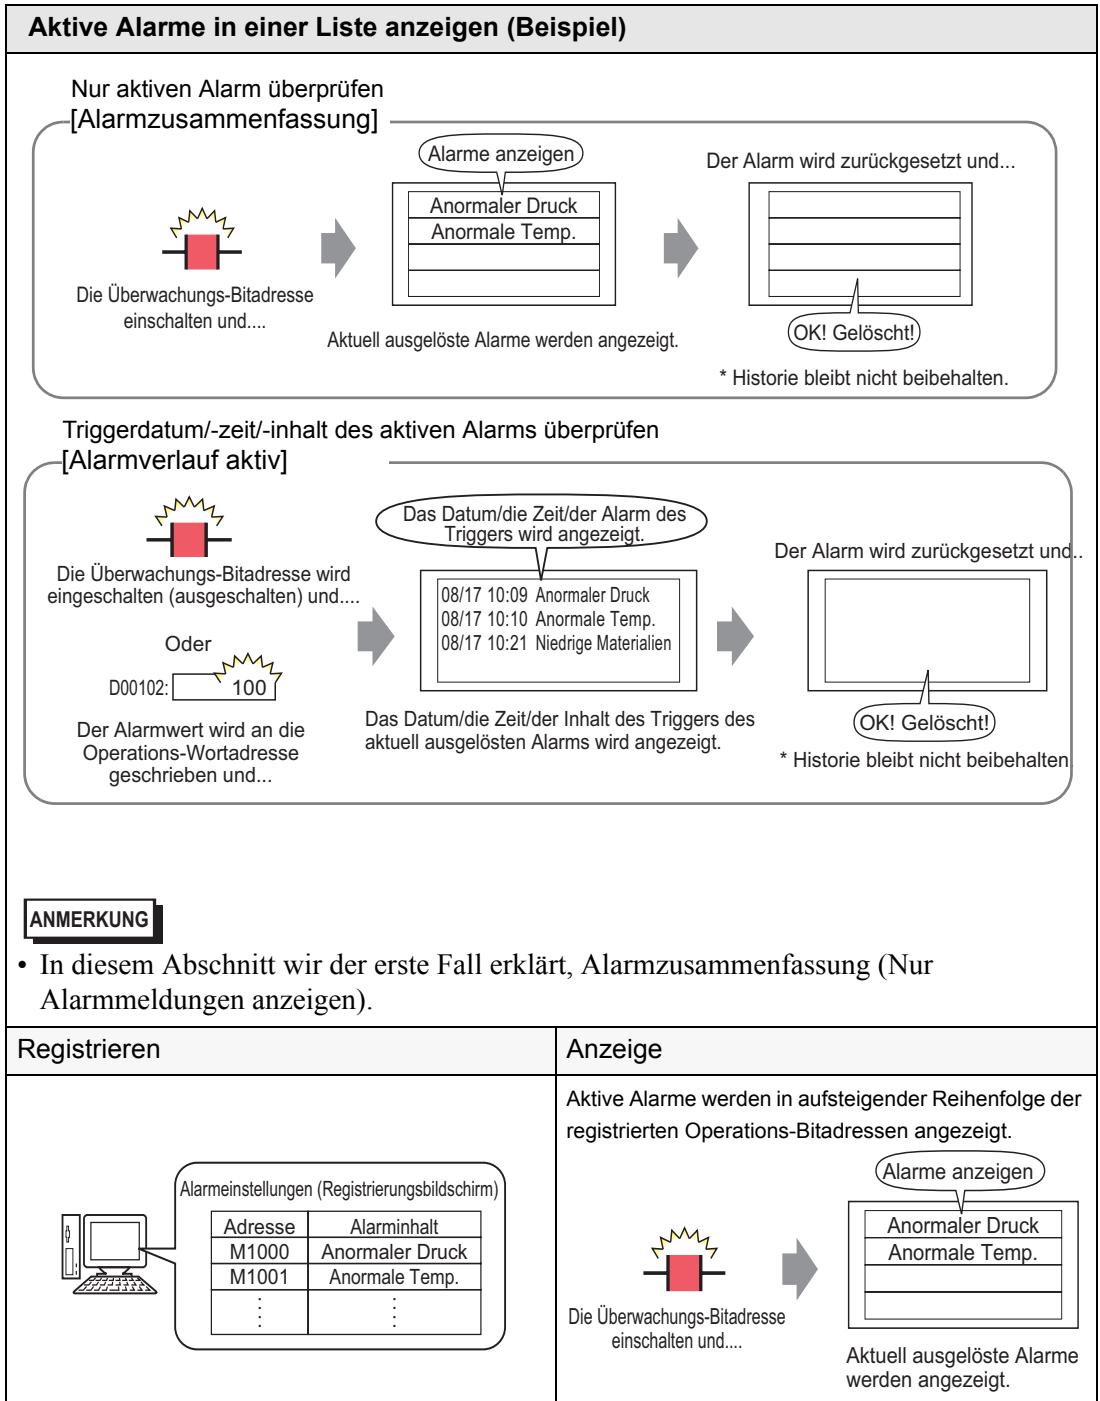 Aktive Alarme in einer Liste anzeigen (Beispiel)
Nur aktiven Alarm überprüfen
[Alarmzusammenfassung]
Alarme anzeigen
Der Alarm wird zurückgesetzt und...
Anormaler Druck
Anormale Temp.
Die Überwachungs-Bitadresse
einschalten und....
Aktuell ausgelöste Alarme werden angezeigt.
OK! Gelöscht!
* Historie bleibt nicht beibehalten.
Triggerdatum/-zeit/-inhalt des aktiven Alarms überprüfen
[Alarmverlauf aktiv]
Das Datum/die Zeit/der Alarm des
Triggers wird angezeigt.
Der Alarm wird zurückgesetzt und..
Die Überwachungs-Bitadresse wird
eingeschalten (ausgeschalten) und....
08/17 10:09 Anormaler Druck
08/17 10:10 Anormale Temp.
08/17 10:21 Niedrige Materialien
Oder
D00102: 100
Der Alarmwert wird an die
Operations-Wortadresse
geschrieben und...
Das Datum/die Zeit/der Inhalt des Triggers des
aktuell ausgelösten Alarms wird angezeigt.
OK! Gelöscht!
* Historie bleibt nicht beibehalten.
ANMERKUNG
• In diesem Abschnitt wir der erste Fall erklärt, Alarmzusammenfassung (Nur
Alarmmeldungen anzeigen).
Registrieren
Anzeige
Alarmeinstellungen (Registrierungsbildschirm)
Adresse Alarminhalt
M1000 Anormaler Druck
M1001 Anormale Temp.
Aktive Alarme werden in aufsteigender Reihenfolge der
registrierten Operations-Bitadressen angezeigt.
Alarme anzeigen
Anormaler Druck
Anormale Temp.
Die Überwachungs-Bitadresse
einschalten und....
Aktuell ausgelöste Alarme
werden angezeigt.